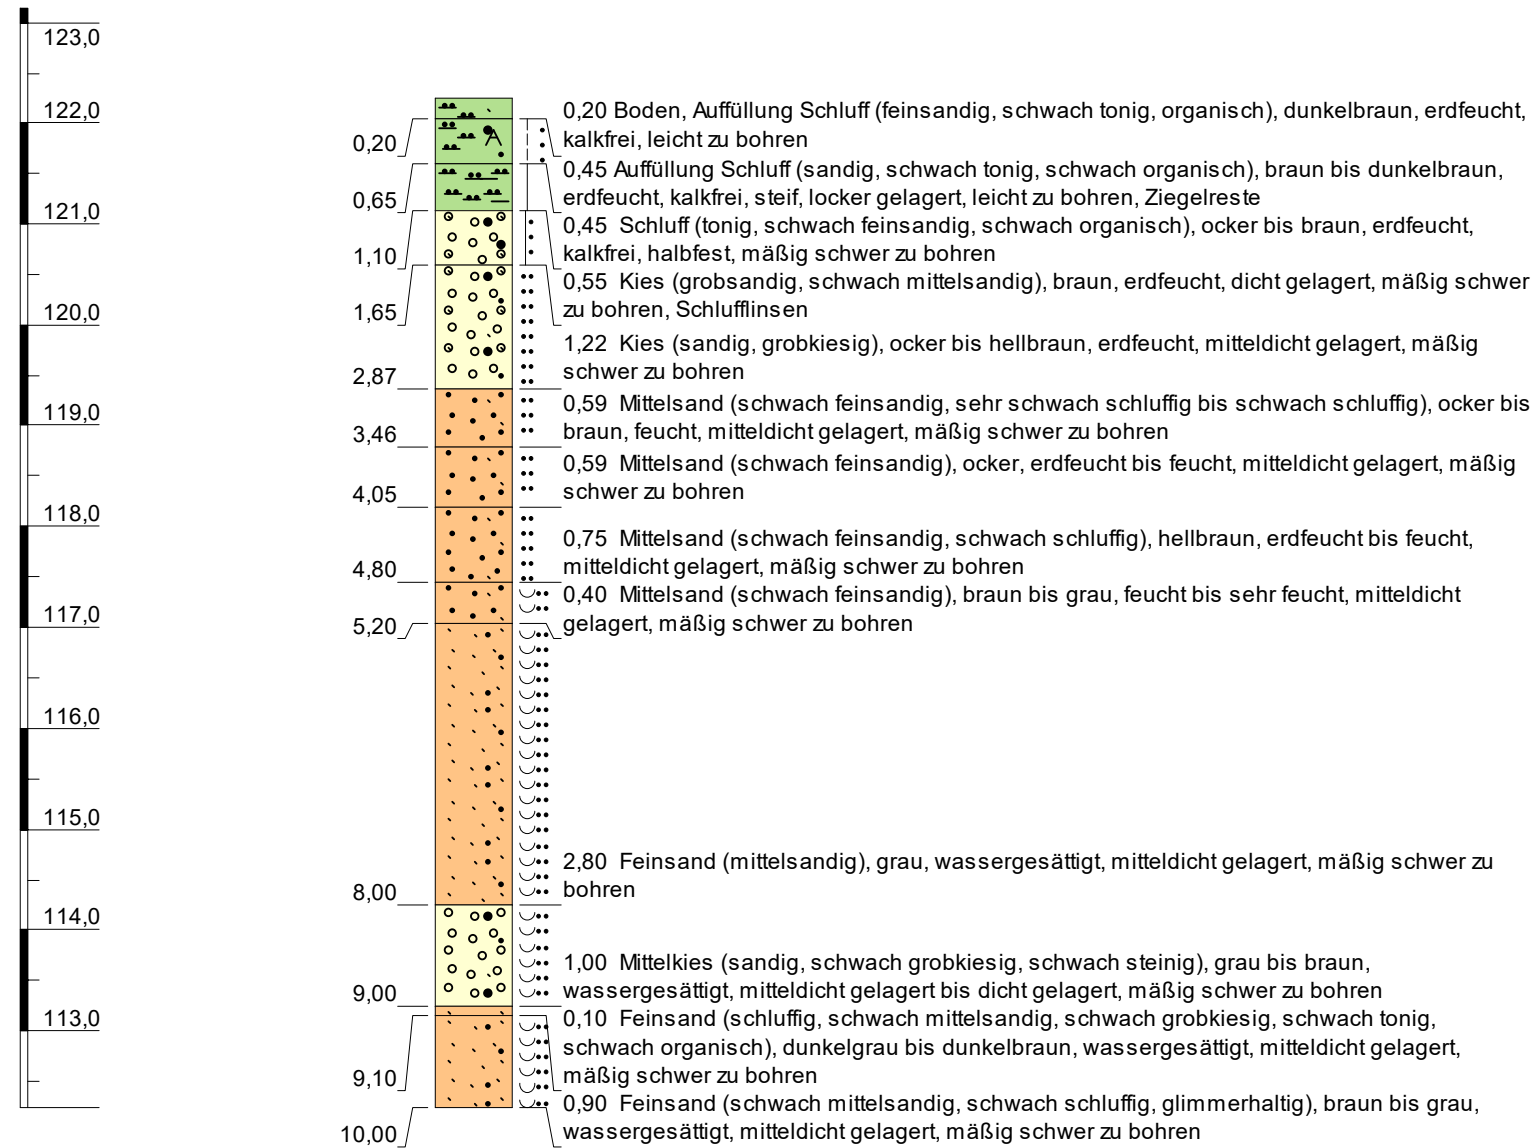 123,0
122,0
121,0
120,0
119,0
118,0
117,0
116,0
115,0
114,0
113,0
0,20
0,65
1,10
1,65
2,87
3,46
4,05
4,80
5,20
8,00
9,00
9,10
10,00
A
0,20 Boden, Auffüllung Schluff (feinsandig, schwach tonig, organisch), dunkelbraun, erdfeucht,
kalkfrei, leicht zu bohren
0,45 Auffüllung Schluff (sandig, schwach tonig, schwach organisch), braun bis dunkelbraun,
erdfeucht, kalkfrei, steif, locker gelagert, leicht zu bohren, Ziegelreste
0,45 Schluff (tonig, schwach feinsandig, schwach organisch), ocker bis braun, erdfeucht,
kalkfrei, halbfest, mäßig schwer zu bohren
0,55 Kies (grobsandig, schwach mittelsandig), braun, erdfeucht, dicht gelagert, mäßig schwer
zu bohren, Schlufflinsen
1,22 Kies (sandig, grobkiesig), ocker bis hellbraun, erdfeucht, mitteldicht gelagert, mäßig
schwer zu bohren
0,59 Mittelsand (schwach feinsandig, sehr schwach schluffig bis schwach schluffig), ocker bis
braun, feucht, mitteldicht gelagert, mäßig schwer zu bohren
0,59 Mittelsand (schwach feinsandig), ocker, erdfeucht bis feucht, mitteldicht gelagert, mäßig
schwer zu bohren
0,75 Mittelsand (schwach feinsandig, schwach schluffig), hellbraun, erdfeucht bis feucht,
mitteldicht gelagert, mäßig schwer zu bohren
0,40 Mittelsand (schwach feinsandig), braun bis grau, feucht bis sehr feucht, mitteldicht
gelagert, mäßig schwer zu bohren
2,80 Feinsand (mittelsandig), grau, wassergesättigt, mitteldicht gelagert, mäßig schwer zu
bohren
1,00 Mittelkies (sandig, schwach grobkiesig, schwach steinig), grau bis braun,
wassergesättigt, mitteldicht gelagert bis dicht gelagert, mäßig schwer zu bohren
0,10 Feinsand (schluffig, schwach mittelsandig, schwach grobkiesig, schwach tonig,
schwach organisch), dunkelgrau bis dunkelbraun, wassergesättigt, mitteldicht gelagert,
mäßig schwer zu bohren
0,90 Feinsand (schwach mittelsandig, schwach schluffig, glimmerhaltig), braun bis grau,
wassergesättigt, mitteldicht gelagert, mäßig schwer zu bohren